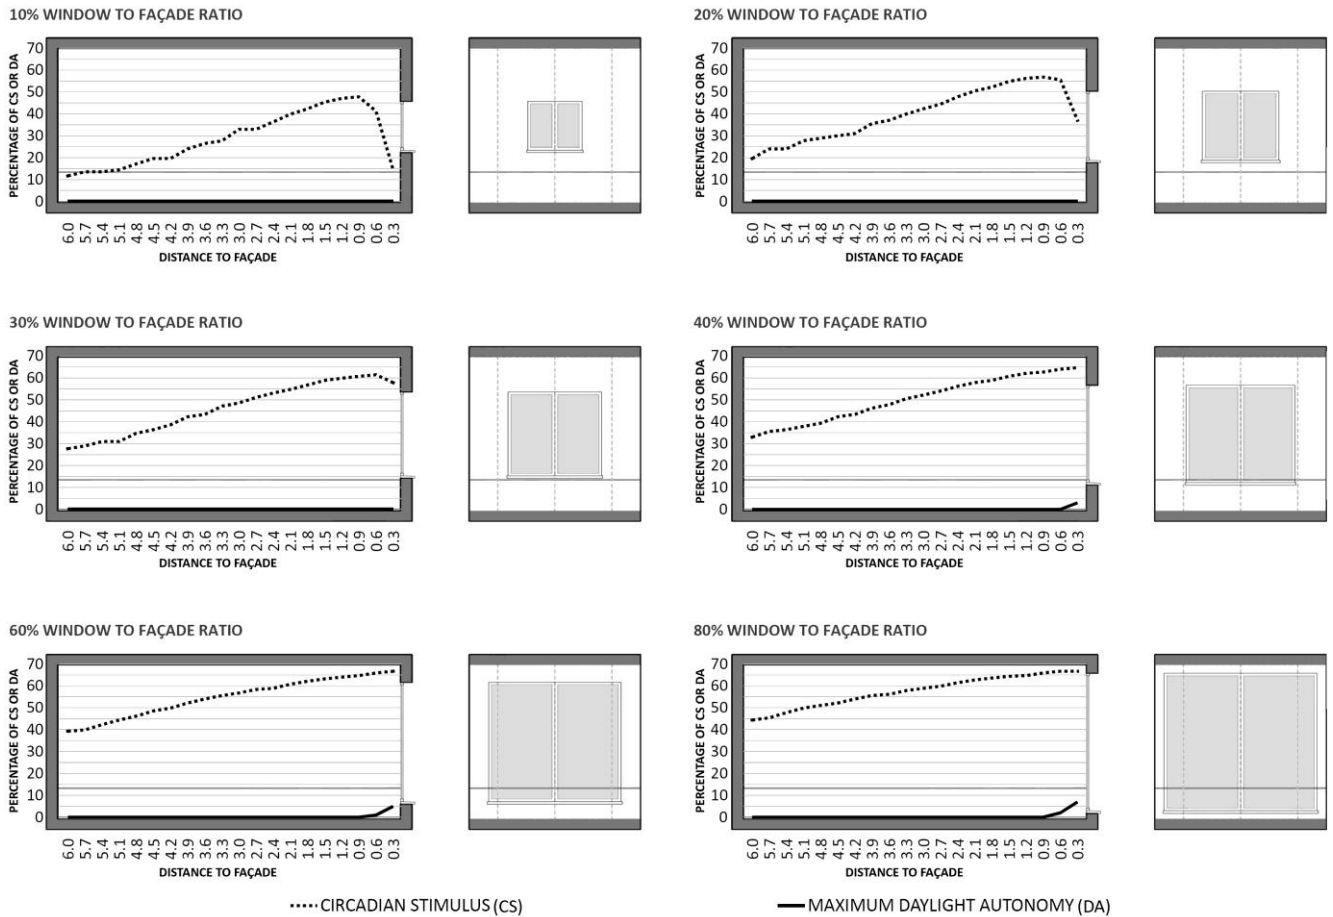 10% WINDOW TO FAÇADE RATIO
PERCENTAGE OF CS OR DA
70
60
50
40
30
20
10
0
6.0 5.7 5.4 5.1 4.8 4.5 4.2 3.9 3.6 3.3 3.0 2.7 2.4 2.1 1.8 1.5 1.2 0.9 0.6 0.3
DISTANCE TO FAÇADE
20% WINDOW TO FAÇADE RATIO
PERCENTAGE OF CS OR DA
70
60
50
40
30
20
10
0
6.0 5.7 5.4 5.1 4.8 4.5 4.2 3.9 3.6 3.3 3.0 2.7 2.4 2.1 1.8 1.5 1.2 0.9 0.6 0.3
DISTANCE TO FAÇADE
30% WINDOW TO FAÇADE RATIO
PERCENTAGE OF CS OR DA
70
60
50
40
30
20
10
0
6.0 5.7 5.4 5.1 4.8 4.5 4.2 3.9 3.6 3.3 3.0 2.7 2.4 2.1 1.8 1.5 1.2 0.9 0.6 0.3
DISTANCE TO FAÇADE
40% WINDOW TO FAÇADE RATIO
PERCENTAGE OF CS OR DA
70
60
50
40
30
20
10
0
6.0 5.7 5.4 5.1 4.8 4.5 4.2 3.9 3.6 3.3 3.0 2.7 2.4 2.1 1.8 1.5 1.2 0.9 0.6 0.3
DISTANCE TO FAÇADE
60% WINDOW TO FAÇADE RATIO
PERCENTAGE OF CS OR DA
70
60
50
40
30
20
10
0
6.0 5.7 5.4 5.1 4.8 4.5 4.2 3.9 3.6 3.3 3.0 2.7 2.4 2.1 1.8 1.5 1.2 0.9 0.6 0.3
DISTANCE TO FAÇADE
80% WINDOW TO FAÇADE RATIO
PERCENTAGE OF CS OR DA
70
60
50
40
30
20
10
0
6.0 5.7 5.4 5.1 4.8 4.5 4.2 3.9 3.6 3.3 3.0 2.7 2.4 2.1 1.8 1.5 1.2 0.9 0.6 0.3
DISTANCE TO FAÇADE
CIRCADIAN STIMULUS (CS)
MAXIMUM DAYLIGHT AUTONOMY (DA)